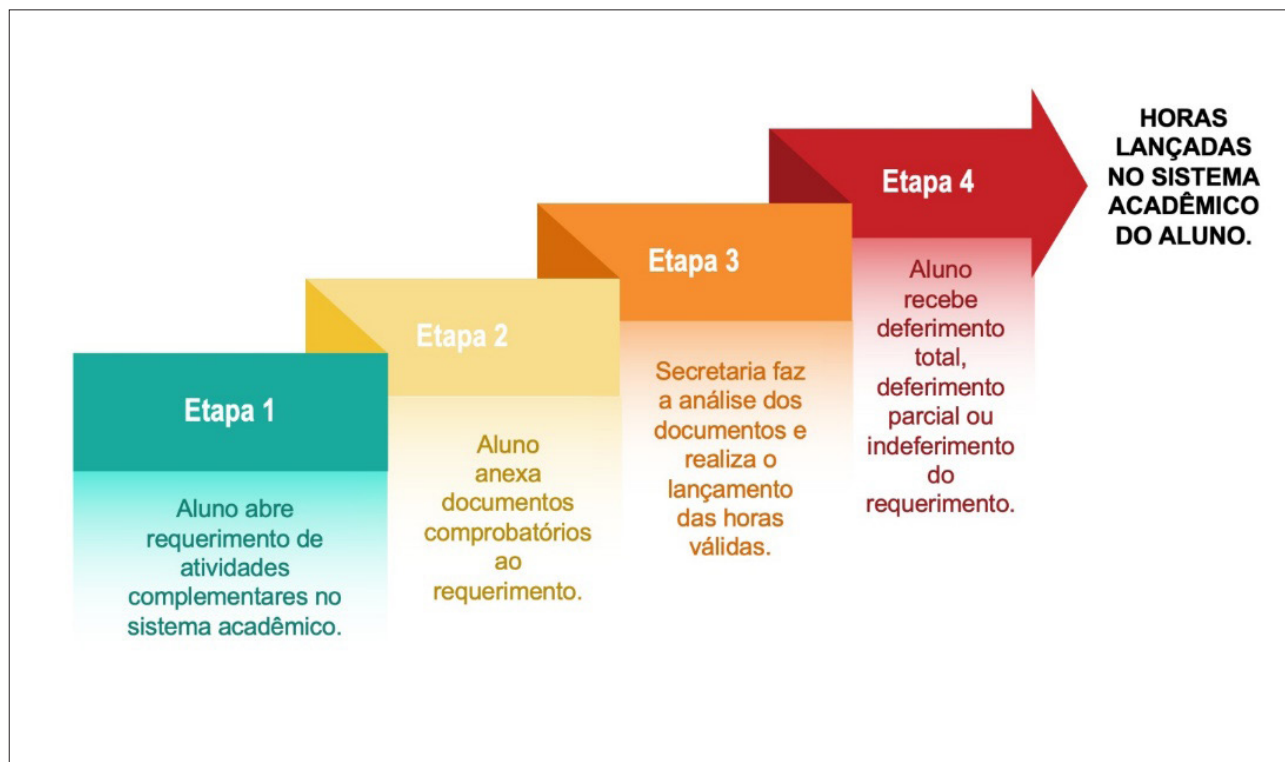 Etapa 1
Aluno abre
requerimento de
atividades
complementares no
sistema acadêmico.
Etapa 2
Aluno
anexa
documentos
comprobatórios
ao
requerimento.
Etapa 3
Secretaria faz
a análise dos
documentos e
realiza o
lançamento
das horas
válidas.
Etapa 4
Aluno
recebe
deferimento
total,
deferimento
parcial ou
indeferimento
do
requerimento.
HORAS
LANÇADAS
NO SISTEMA
ACADÊMICO
DO ALUNO.